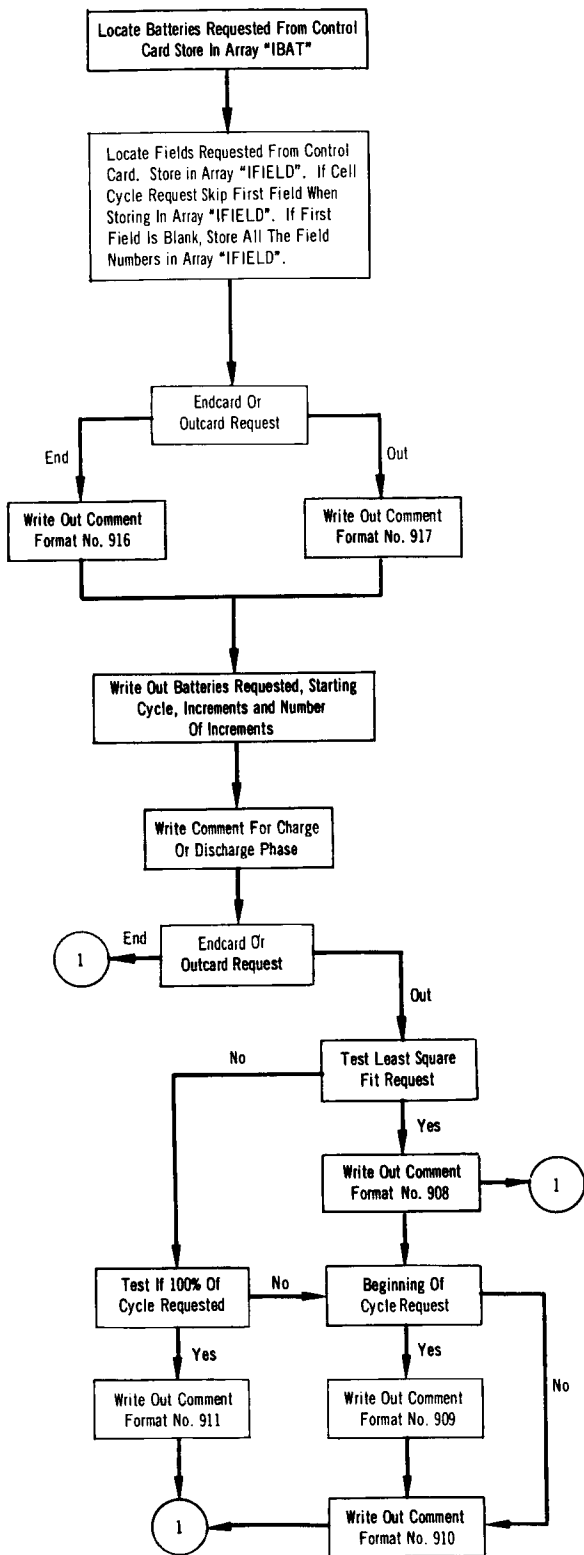 Locate Batteries Requested From Control
Card Store In Array "IBAT"
Locate Fields Requested From Control
Card. Store in Array "IFIELD". If Cell
Cycle Request Skip First Field When
Storing In Array "IFIELD". If First
Field Is Blank, Store All The Field
Numbers in Array "IFIELD".
Endcard Or
Outcard Request
End
Out
Write Out Comment
Format No. 916
Write Out Comment
Format No. 917
Write Out Batteries Requested, Starting
Cycle, Increments and Number
Of Increments
Write Comment For Charge
Or Discharge Phase
1
End
Endcard Or
Outcard Request
Out
No
Test Least Square
Fit Request
Yes
Write Out Comment
Format No. 908
1
Test If 100% Of
Cycle Requested
No
Beginning Of
Cycle Request
Yes
Yes
No
Write Out Comment
Format No. 911
Write Out Comment
Format No. 909
1
Write Out Comment
Format No. 910